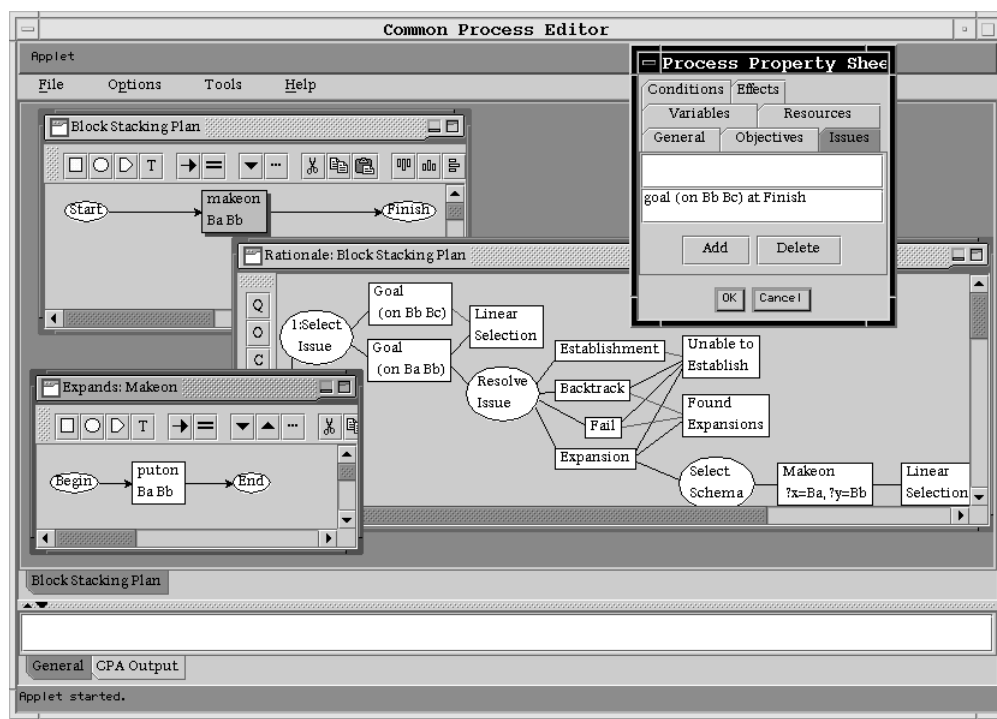 Common Process Editor
Applet
File Options Tools Help
Block Stacking Plan
T
Start
makeon
Ba Bb
Finish
Process Property Shee
Conditions Effects
Variables Resources
General Objectives Issues
goal (on Bb Bc) at Finish
Add Delete
OK Cancel
Rationale: Block Stacking Plan
Q
O
C
1:Select
Issue
Goal
(on Bb Bc)
Goal
(on Ba Bb)
Linear
Selection
Resolve
Issue
Establishment
Backtrack
Fail
Expansion
Unable to
Establish
Found
Expansions
Select
Schema
Makeon
?x=Ba, ?y=Bb
Linear
Selection
Expands: Makeon
T
Begin
puton
Ba Bb
End
Block Stacking Plan
General CPA Output
Applet started.